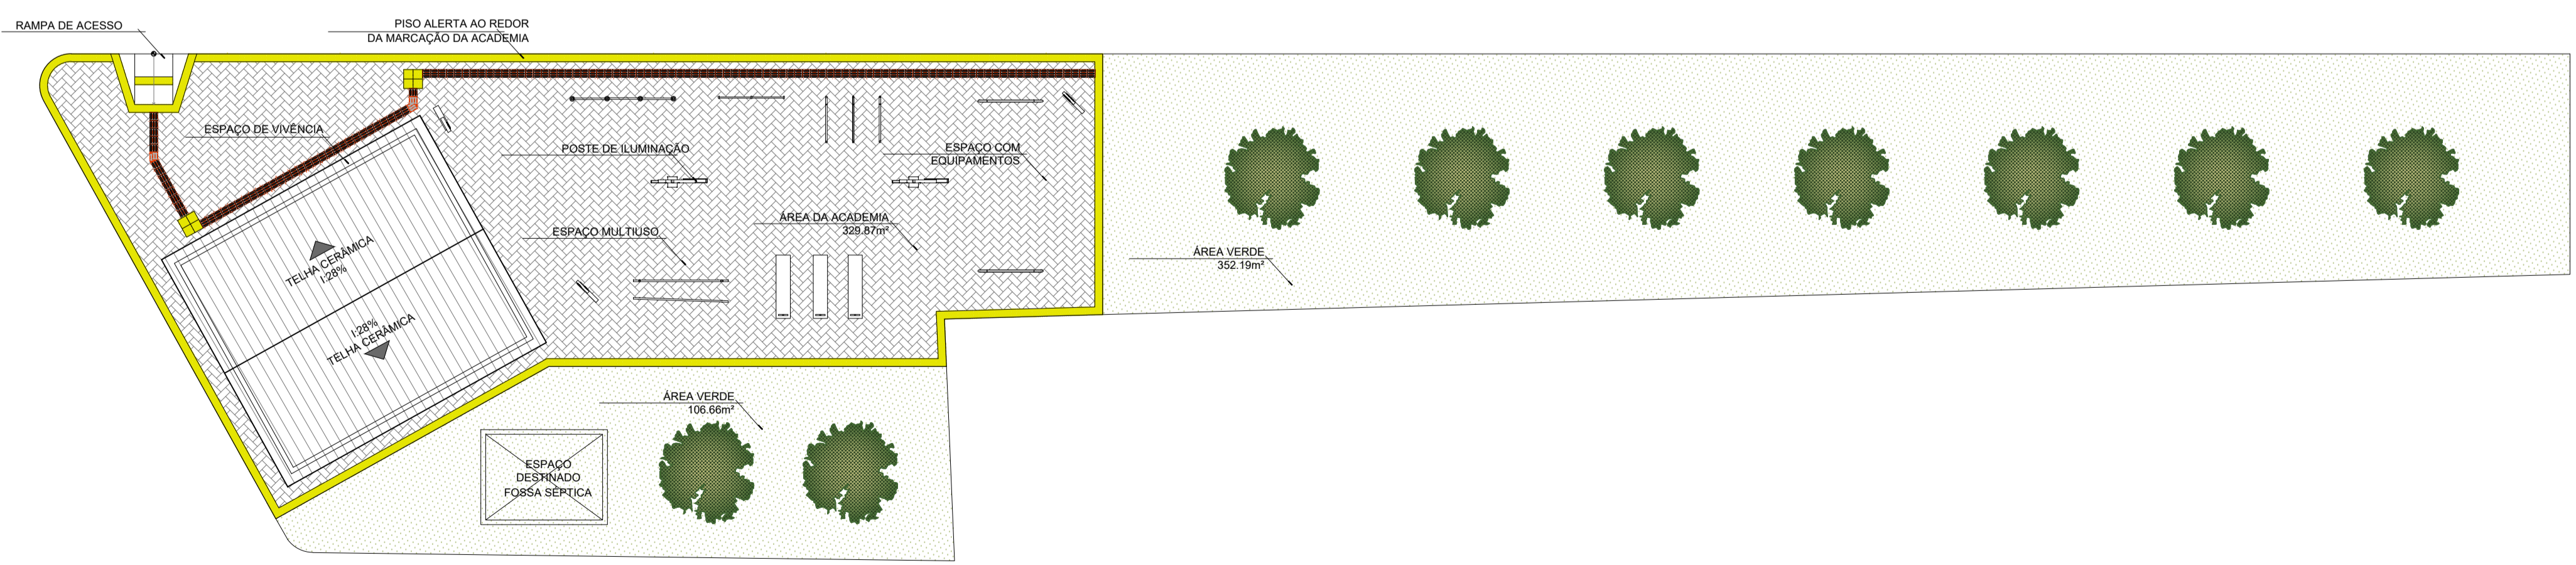 RAMPA DE ACESSO
PISO ALERTA AO REDOR
DA MARCAÇÃO DA ACADEMIA
ESPAÇO DE VIVÊNCIA
POSTE DE ILUMINAÇÃO
ESPAÇO COM
EQUIPAMENTOS
ÁREA DA ACADEMIA
329.87m²
ESPAÇO MULTIUSO
TELHA CERÂMICA
I:28%
I:28%
TELHA CERÂMICA
ÁREA VERDE
352.19m²
ÁREA VERDE
106.66m²
ESPAÇO
DESTINADO
FOSSA SÉPTICA